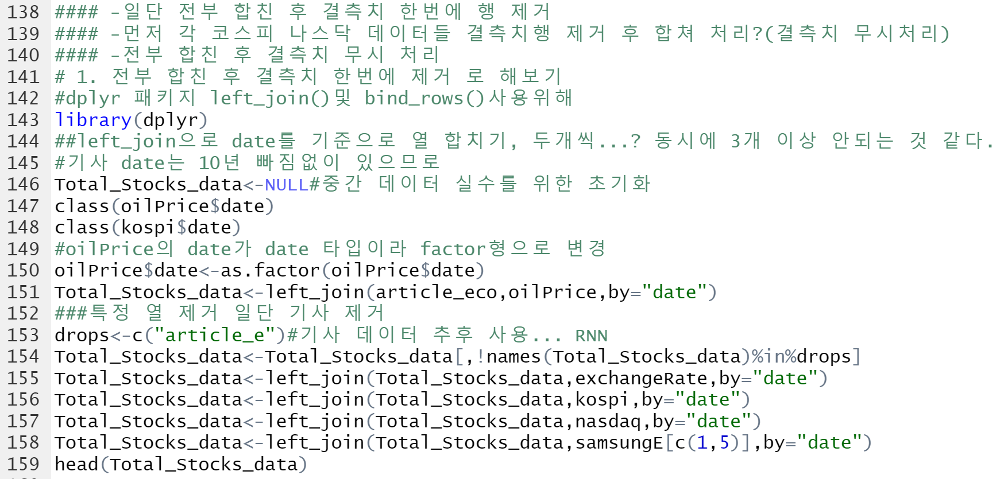 138 #### -일단 전부 합친 후 결측치 한번에 행 제거
139 #### -먼저 각 코스피 나스닥 데이터들 결측치행 제거 후 합쳐 처리?(결측치 무시처리)
140 #### -전부 합친 후 결측치 무시 처리
141 # 1. 전부 합친 후 결측치 한번에 제거 로 해보기
142 #dplyr 패키지 left_join()및 bind_rows()사용위해
143 library(dplyr)
144 ##left_join으로 date를 기준으로 열 합치기, 두개씩...? 동시에 3개 이상 안되는 것 같다.
145 #기사 date는 10년 빠짐없이 있으므로
146 Total_Stocks_data<-NULL#중간 데이터 실수를 위한 초기화
147 class(oilPrice$date)
148 class(kospi$date)
149 #oilPrice의 date가 date 타입이라 factor형으로 변경
150 oilPrice$date<-as.factor(oilPrice$date)
151 Total_Stocks_data<-left_join(article_eco,oilPrice,by="date")
152 ###특정 열 제거 일단 기사 제거
153 drops<-c("article_e")#기사 데이터 추후 사용... RNN
154 Total_Stocks_data<-Total_Stocks_data[,!names(Total_Stocks_data)%in%drops]
155 Total_Stocks_data<-left_join(Total_Stocks_data,exchangeRate,by="date")
156 Total_Stocks_data<-left_join(Total_Stocks_data,kospi,by="date")
157 Total_Stocks_data<-left_join(Total_Stocks_data,nasdaq,by="date")
158 Total_Stocks_data<-left_join(Total_Stocks_data,samsungE[c(1,5)],by="date")
159 head(Total_Stocks_data)